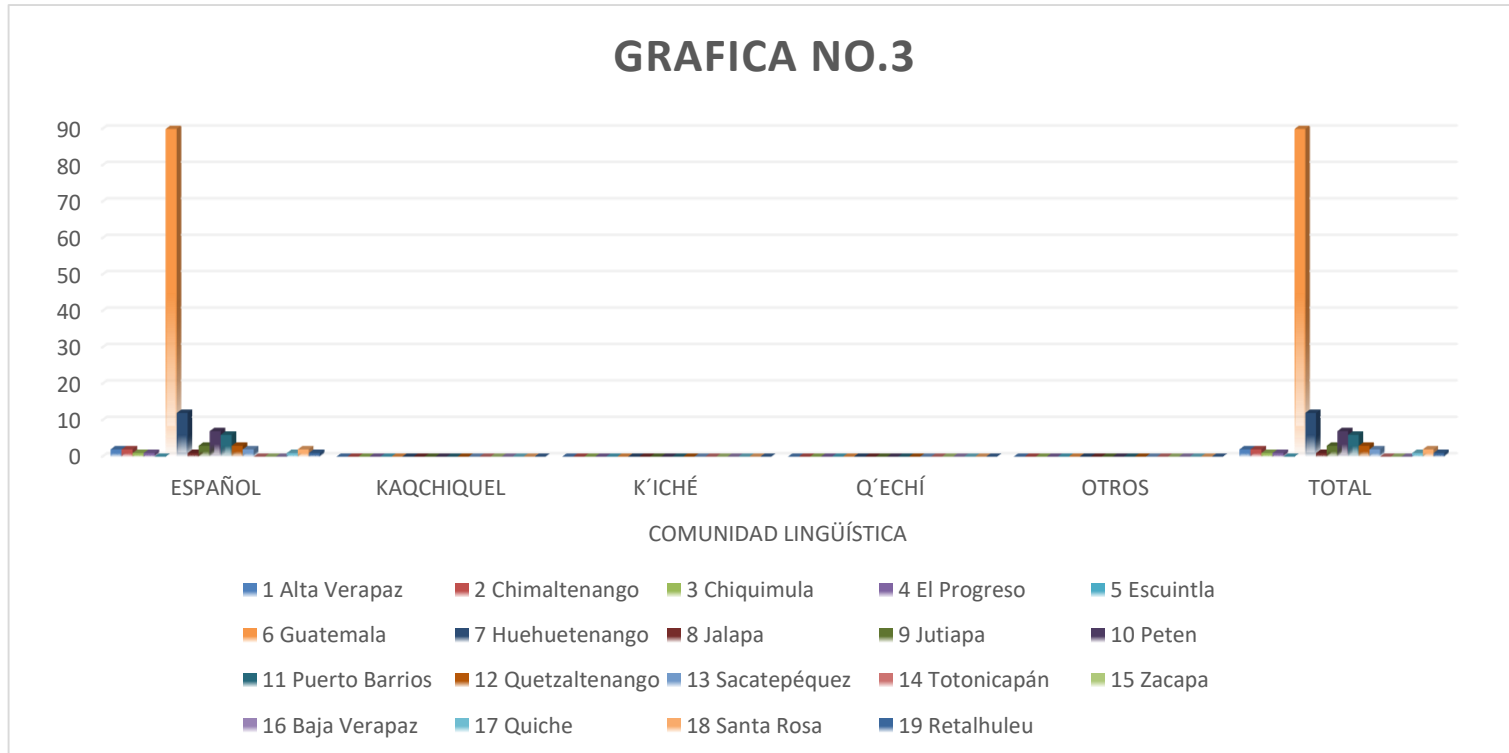 GRAFICA NO.3
90
80
70
60
50
40
30
20
10
0
ESPAÑOL KAQCHIQUEL K´ICHÉ Q´ECHÍ OTROS TOTAL
COMUNIDAD LINGÜÍSTICA
1 Alta Verapaz 2 Chimaltenango 3 Chiquimula 4 El Progreso 5 Escuintla
6 Guatemala 7 Huehuetenango 8 Jalapa 9 Jutiapa 10 Peten
11 Puerto Barrios 12 Quetzaltenango 13 Sacatepéquez 14 Totonicapán 15 Zacapa
16 Baja Verapaz 17 Quiche 18 Santa Rosa 19 Retalhuleu